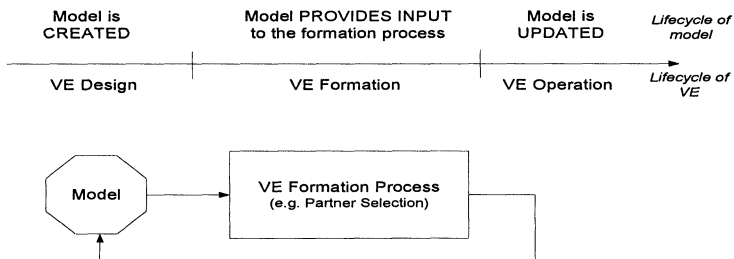 Model is
CREATED
Model PROVIDES INPUT
to the formation process
Model is
UPDATED
Lifecycle of
model
VE Design
VE Formation
VE Operation
Lifecycle of
VE
Model
VE Formation Process
(e.g. Partner Selection)